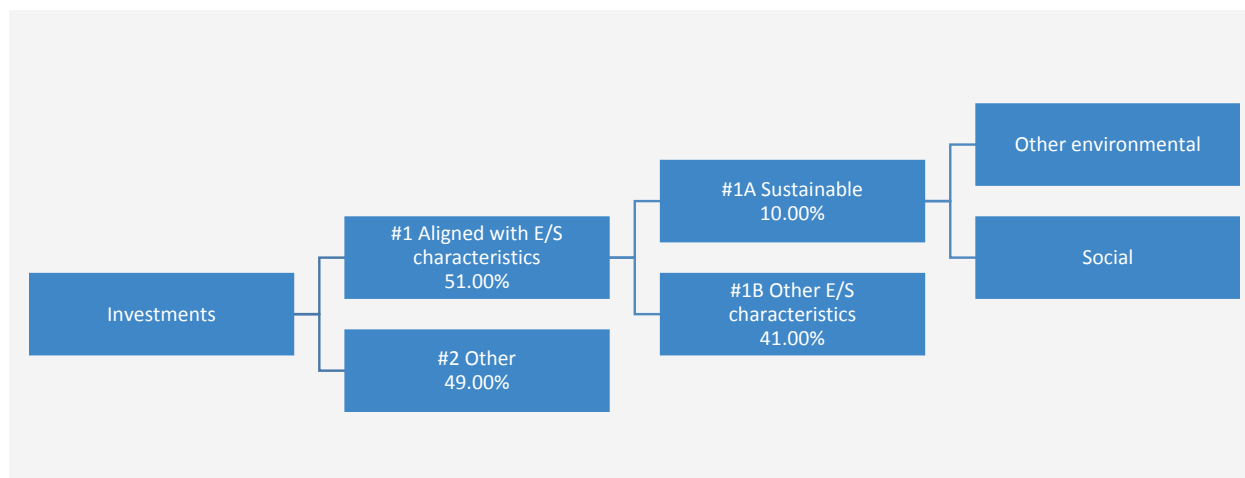 Investments
#1 Aligned with E/S
characteristics
51.00%
#2 Other
49.00%
#1A Sustainable
10.00%
#1B Other E/S
characteristics
41.00%
Other environmental
Social